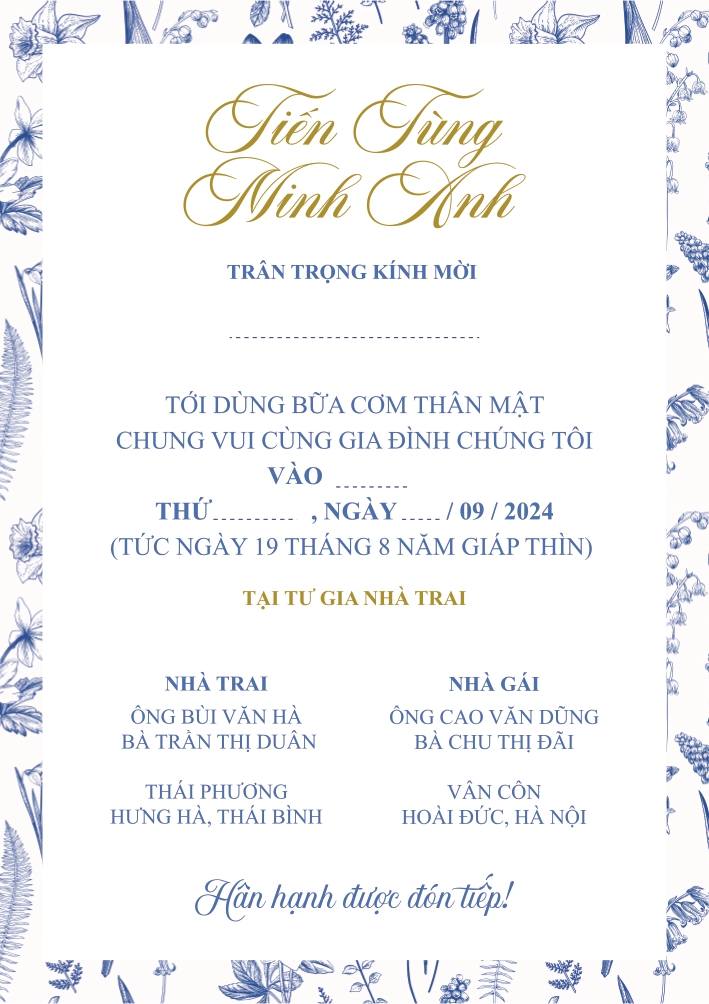 Tiến Tùng
Minh Anh
TRÂN TRỌNG KÍNH MỜI
TỚI DÙNG BỮA CƠM THÂN MẬT
CHUNG VUI CÙNG GIA ĐÌNH CHÚNG TÔI
VÀO
THỨ , NGÀY / 09 / 2024
(TỨC NGÀY 19 THÁNG 8 NĂM GIÁP THÌN)
TẠI TƯ GIA NHÀ TRAI
NHÀ TRAI
ÔNG BÙI VĂN HÀ
BÀ TRẦN THỊ DUÂN
THÁI PHƯƠNG
HƯNG HÀ, THÁI BÌNH
NHÀ GÁI
ÔNG CAO VĂN DŨNG
BÀ CHU THỊ ĐÃI
VÂN CÔN
HOÀI ĐỨC, HÀ NỘI
Hân hạnh được đón tiếp!